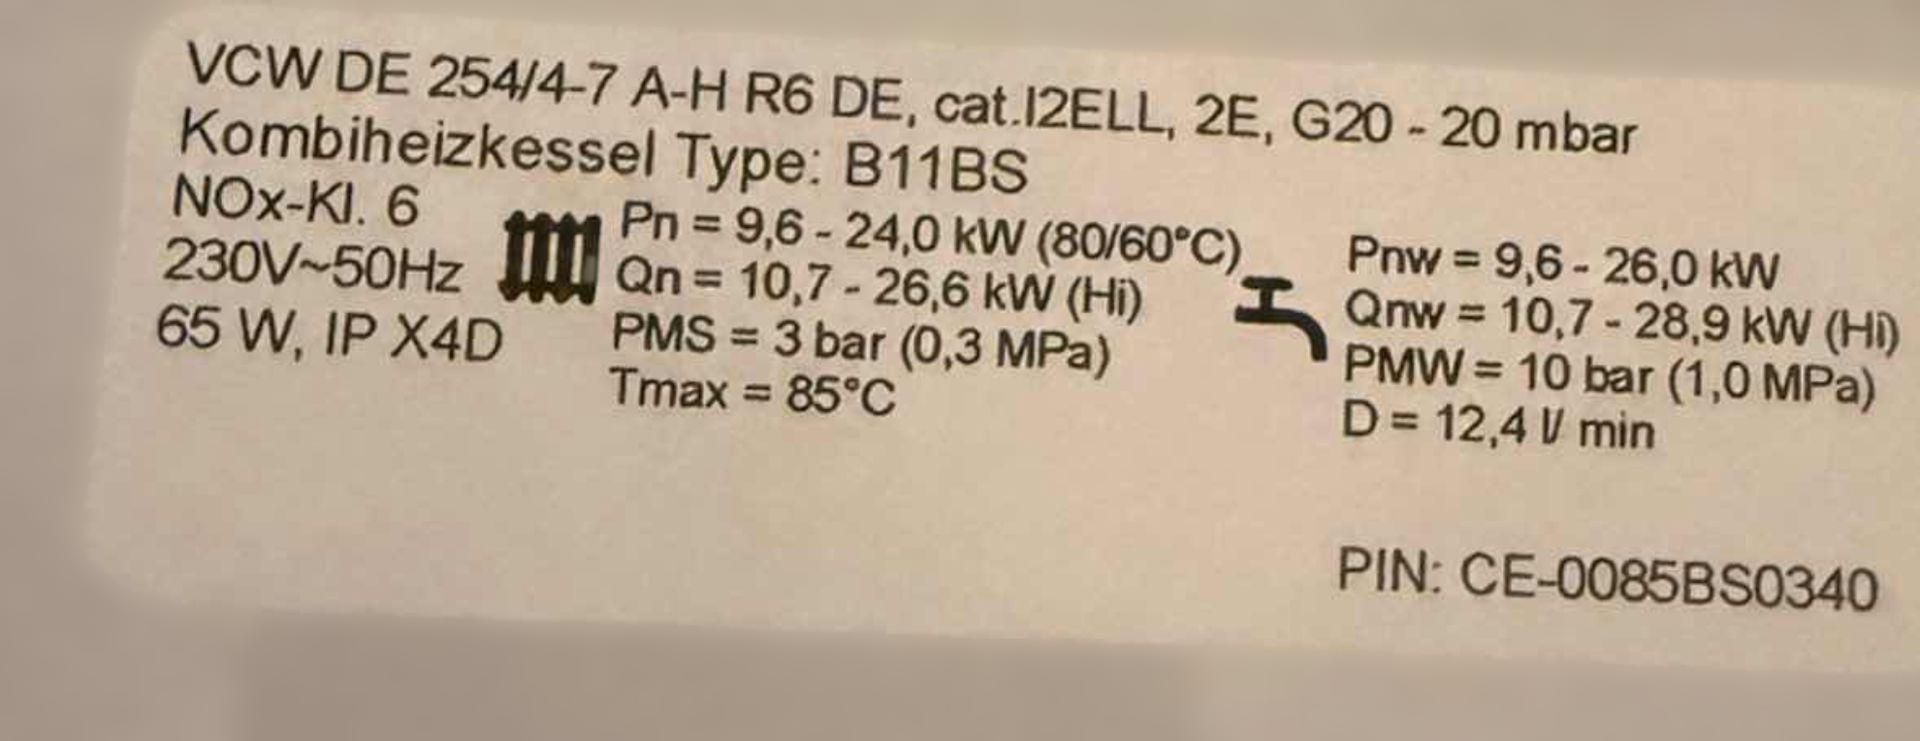 VCW DE 254/4-7 A-H R6 DE, cat.I2ELL, 2E, G20 - 20 mbar
Kombiheizkessel Type: B11BS
NOx-Kl. 6
230V~50Hz
65 W, IP X4D
Pn = 9,6 - 24,0 kW (80/60°C)
Qn = 10,7 - 26,6 kW (Hi)
PMS = 3 bar (0,3 MPa)
Tmax = 85°C
Pnw = 9,6 - 26,0 kW
Qnw = 10,7 - 28,9 kW (Hi)
PMW = 10 bar (1,0 MPa)
D = 12,4 l/ min
PIN: CE-0085BS0340